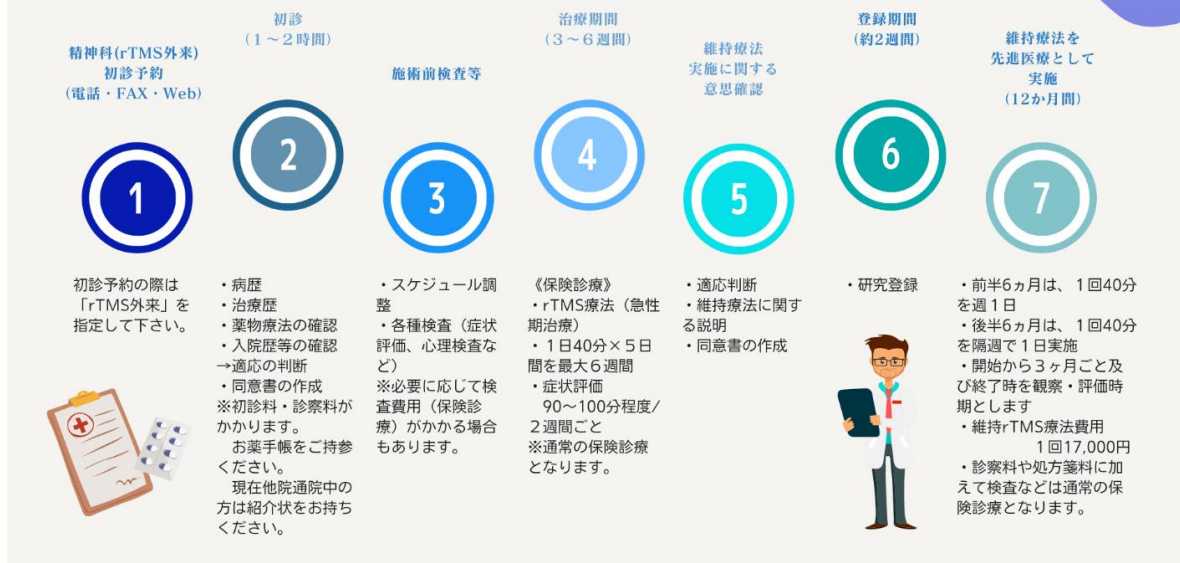 精神科(rTMS外来)
初診予約
(電話・FAX・Web)
1
初診予約の際は
「rTMS外来」を
指定して下さい。
初診
(1～2時間)
2
・病歴
・治療歴
・薬物療法の確認
・入院歴等の確認
→適応の判断
・同意書の作成
※初診料・診察料が
かかります。
お薬手帳をご持参
ください。
現在他院通院中の
方は紹介状をお持ち
ください。
施術前検査等
3
・スケジュール調
整
・各種検査（症状
評価、心理検査な
ど）
※必要に応じて検
査費用（保険診
療）がかかる場合
もあります。
治療期間
(3～6週間)
4
《保険診療》
・rTMS療法（急性
期治療）
・１日40分×５日
間を最大６週間
・症状評価
90～100分程度/
２週間ごと
※通常の保険診療
となります。
維持療法
実施に関する
意思確認
5
・適応判断
・維持療法に関す
る説明
・同意書の作成
登録期間
(約2週間)
6
・研究登録
維持療法を
先進医療として
実施
(12か月間)
7
・前半6ヵ月は、１回40分
を週１日
・後半6ヵ月は、１回40分
を隔週で１日実施
・開始から３ヶ月ごと及
び終了時を観察・評価時
期とします
・維持rTMS療法費用
１回17,000円
・診察料や処方箋料に加
えて検査などは通常の保
険診療となります。